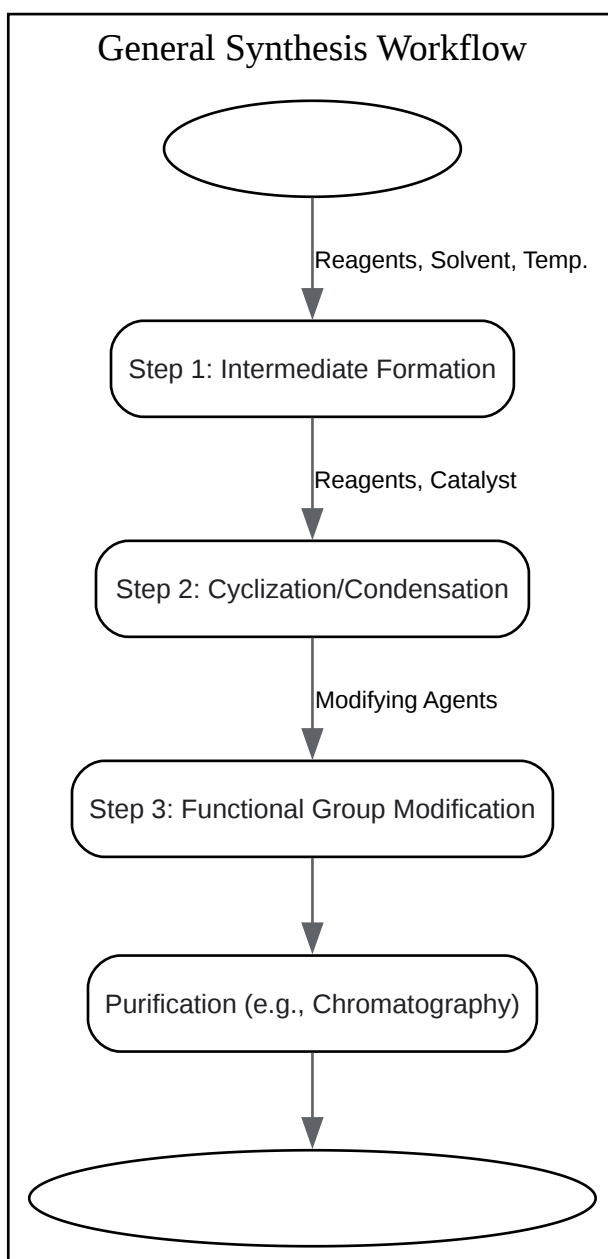 General Synthesis Workflow
Reagents, Solvent, Temp.
Step 1: Intermediate Formation
Reagents, Catalyst
Step 2: Cyclization/Condensation
Modifying Agents
Step 3: Functional Group Modification
Purification (e.g., Chromatography)